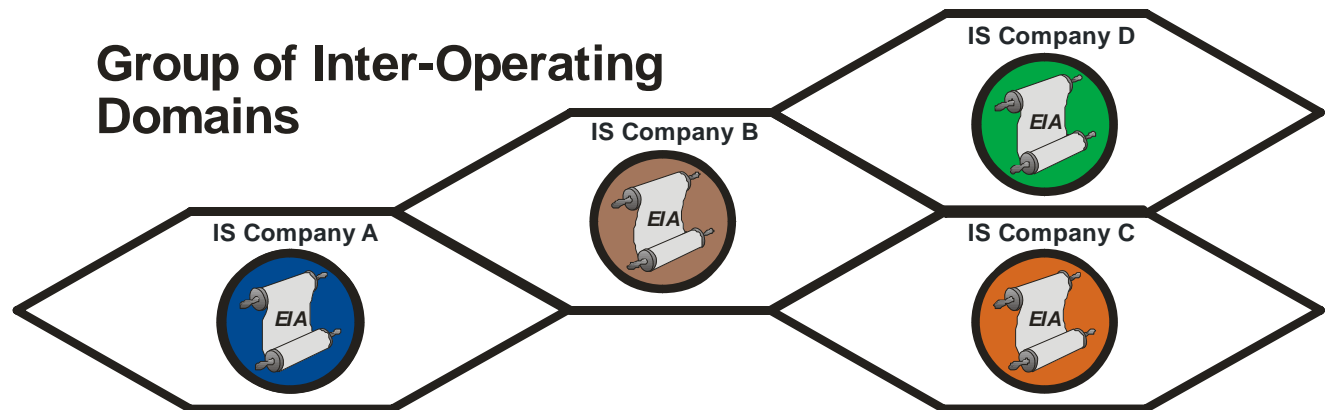 Group of Inter-Operating
Domains
IS Company D
EIA
IS Company B
EIA
IS Company A
EIA
IS Company C
EIA